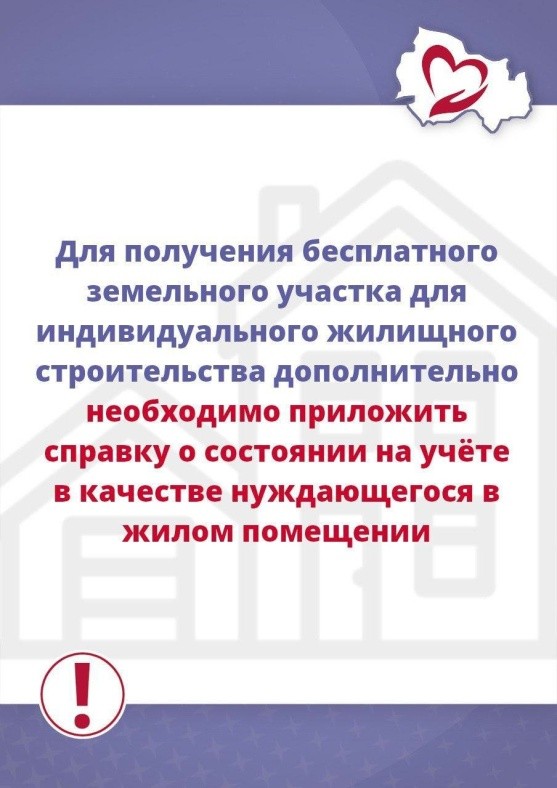 Для получения бесплатного
земельного участка для
индивидуального жилищного
строительства дополнительно
необходимо приложить
справку о состоянии на учёте
в качестве нуждающегося в
жилом помещении
!